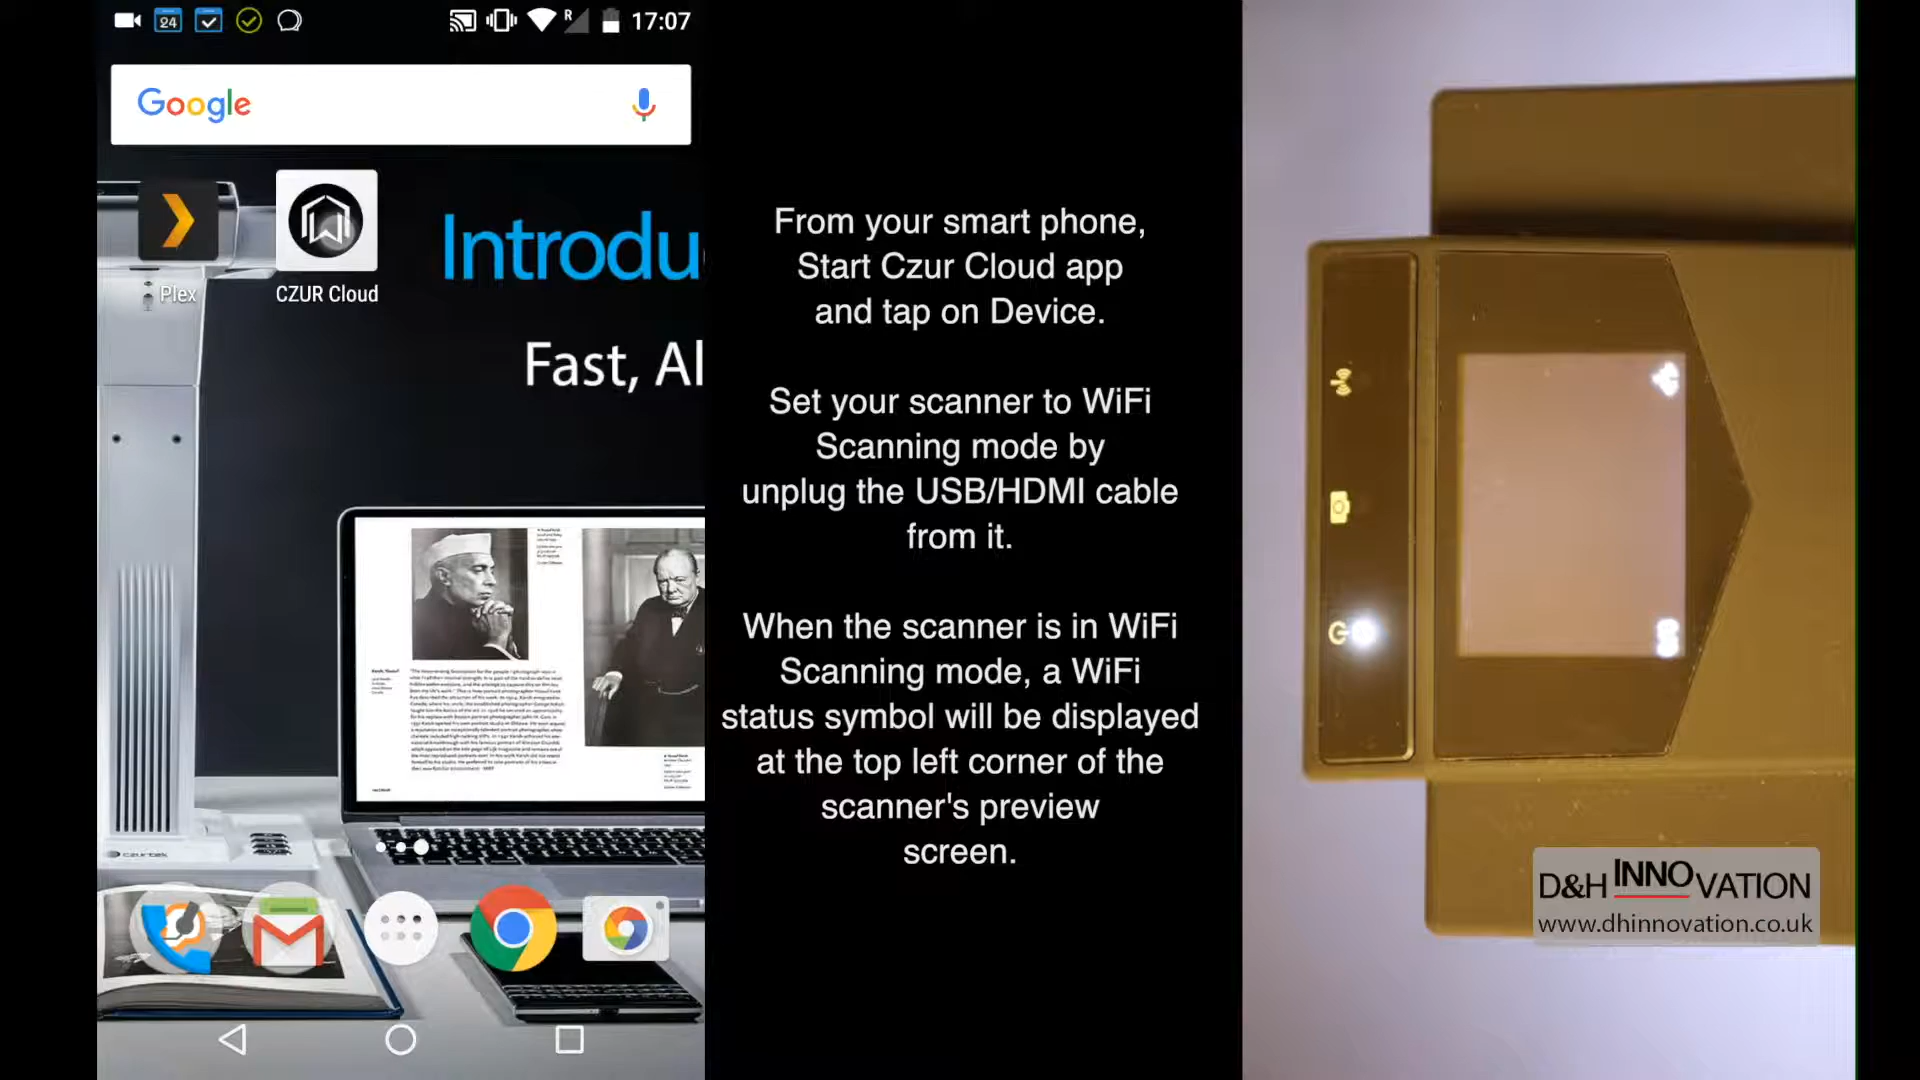 24
R
17:07
Google
Plex
CZUR Cloud
Introdu
Fast, Al
czurtek
From your smart phone,
Start Czur Cloud app
and tap on Device.
Set your scanner to WiFi
Scanning mode by
unplug the USB/HDMI cable
from it.
When the scanner is in WiFi
Scanning mode, a WiFi
status symbol will be displayed
at the top left corner of the
scanner's preview
screen.
D&H INNOVATION
www.dhinnovation.co.uk